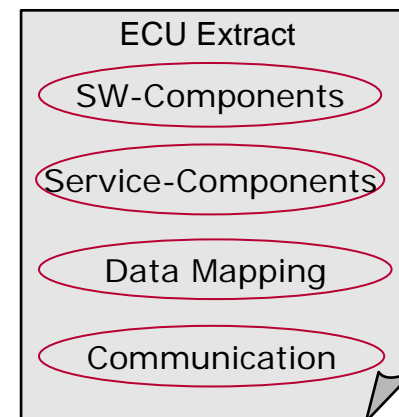 ECU Extract
SW-Components
Service-Components
Data Mapping
Communication